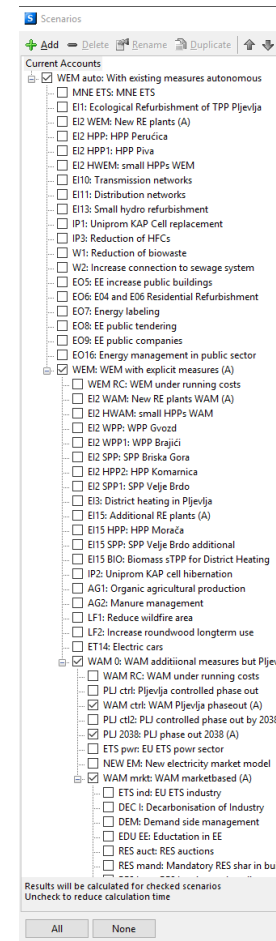 Scenarios
Add Delete Rename Duplicate
Current Accounts
WEM auto: With existing measures autonomous
MNE ETS: MNE ETS
EI1: Ecological Refurbishment of TPP Pljevlja
EI2 WEM: New RE plants (A)
EI2 HPP: HPP Perućica
EI2 HPP1: HPP Piva
EI2 HWEM: small HPPs WEM
EI10: Transmission networks
EI11: Distribution networks
EI13: Small hydro refurbishment
IP1: Uniprom KAP Cell replacement
IP3: Reduction of HFCs
W1: Reduction of biowaste
W2: Increase connection to sewage system
EO5: EE increase public buildings
EO6: E04 and E06 Residential Refurbishment
EO7: Energy labeling
EO8: EE public tendering
EO9: EE public companies
EO16: Energy management in public sector
WEM: WEM with explicit measures (A)
WEM RC: WEM under running costs
EI2 WAM: New RE plants WAM (A)
EI2 HWAM: small HPPs WAM
EI2 WPP: WPP Gvozd
EI2 WPP1: WPP Brajići
EI2 SPP: SPP Briska Gora
EI2 HPP2: HPP Komarnica
EI2 SPP1: SPP Velje Brdo
EI3: District heating in Pljevlja
EI15: Additional RE plants (A)
EI15 HPP: HPP Morača
EI15 SPP: SPP Velje Brdo additional
EI15 BIO: Biomass sTPP for District Heating
IP2: Uniprom KAP cell hibernation
AG1: Organic agricultural production
AG2: Manure management
LF1: Reduce wildfire area
LF2: Increase roundwood longterm use
ET14: Electric cars
WAM 0: WAM additiional measures but Pljev
WAM RC: WAM under running costs
PLJ ctrl: Pljevlja controlled phase out
WAM ctrl: WAM Pljevlja phaseout (A)
PLJ ctl2: PLJ controlled phase out by 2038
PLJ 2038: PLJ phase out 2038 (A)
ETS pwr: EU ETS powr sector
NEW EM: New electricity market model
WAM mrkt: WAM marketbased (A)
ETS ind: EU ETS industry
DEC I: Decarbonisation of Industry
DEM: Demand side management
EDU EE: Eductation in EE
RES auct: RES auctions
RES mand: Mandatory RES shar in bu
Results will be calculated for checked scenarios
Uncheck to reduce calculation time
All None